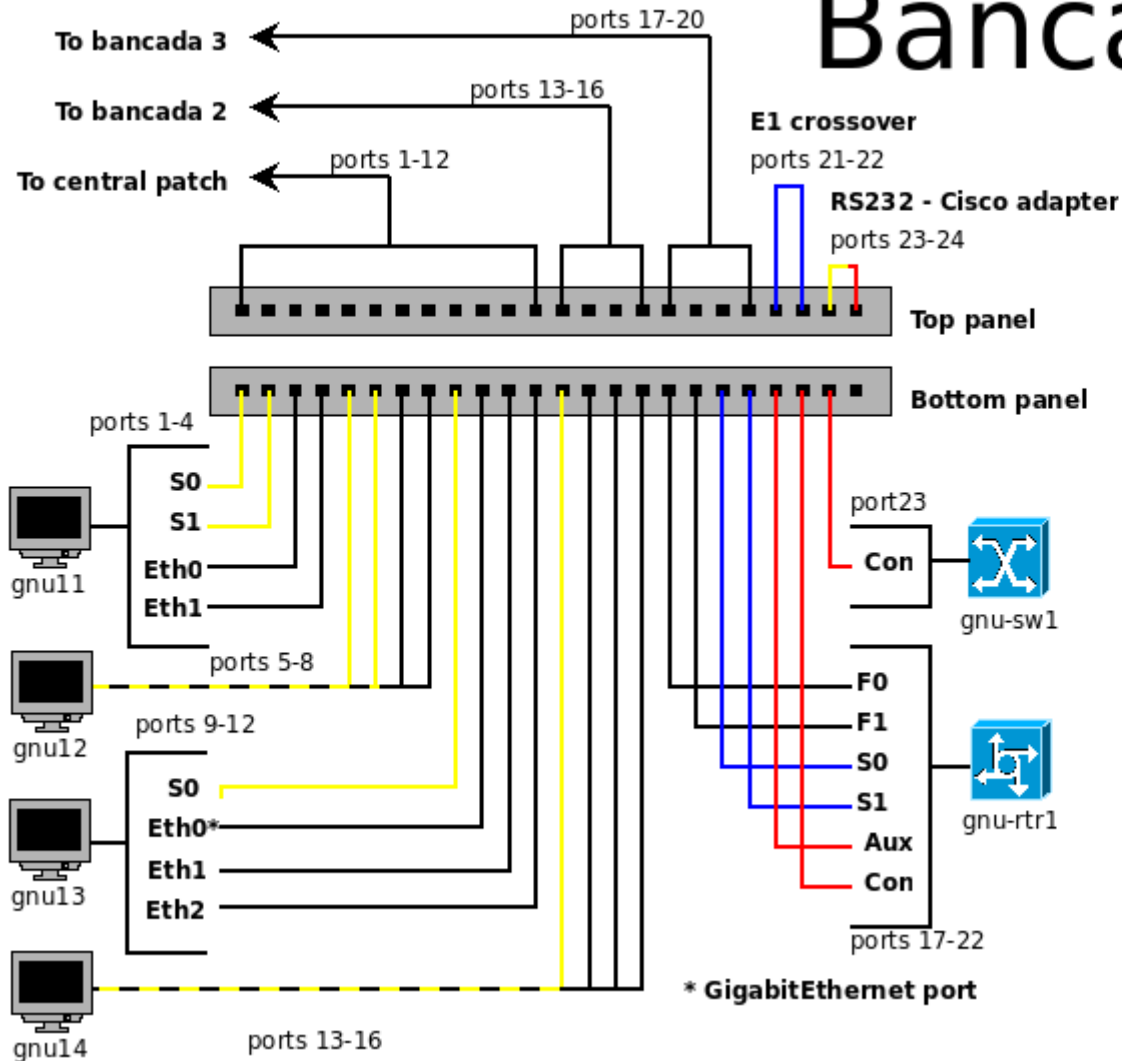 Banca
ports 17-20
To bancada 3
ports 13-16
To bancada 2
E1 crossover
ports 1-12
ports 21-22
To central patch
RS232 - Cisco adapter
ports 23-24
Top panel
Bottom panel
ports 1-4
S0
S1
Eth0
Eth1
gnu11
port23
Con
gnu-sw1
ports 5-8
gnu12
F0
F1
S0
S1
Aux
Con
gnu-rtr1
ports 17-22
ports 9-12
S0
Eth0*
Eth1
Eth2
gnu13
* GigabitEthernet port
gnu14
ports 13-16